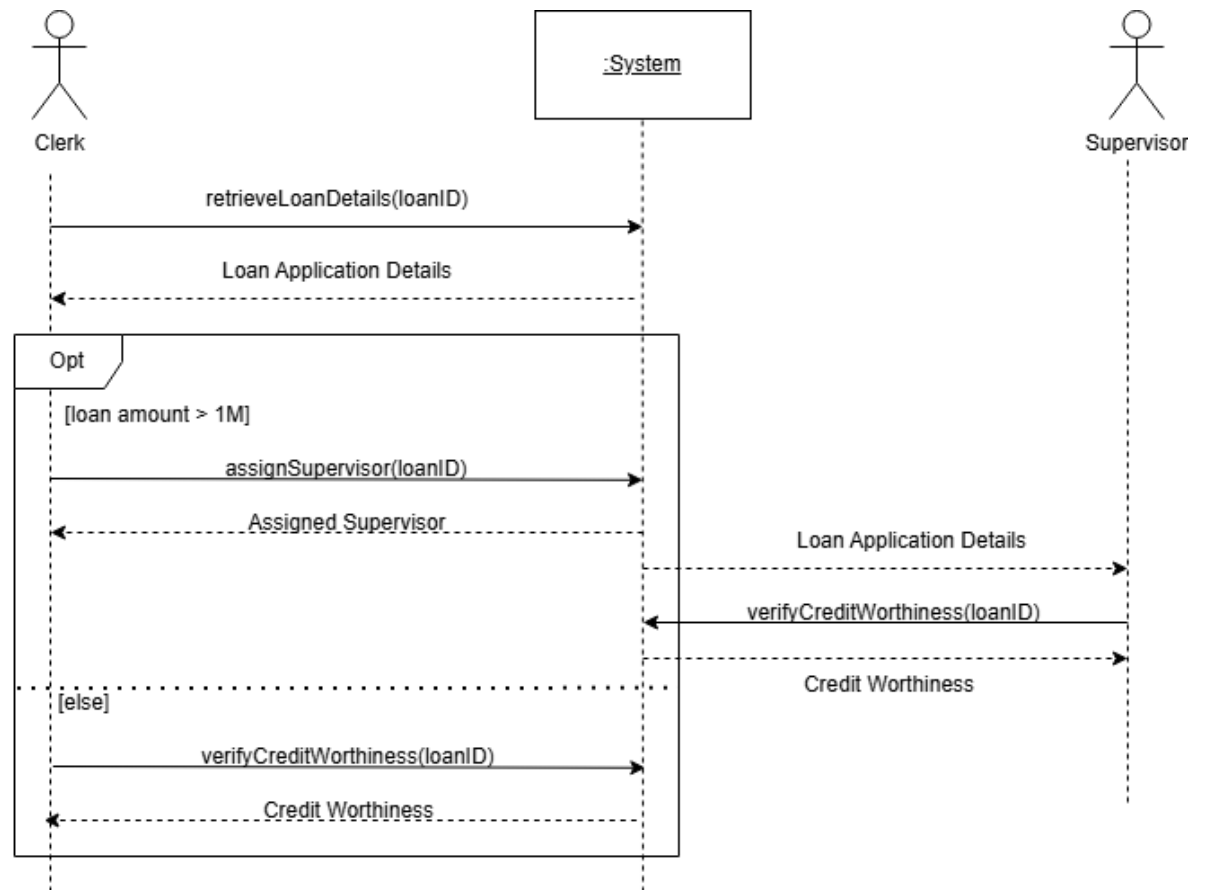 :System
Clerk
Supervisor
retrieveLoanDetails(loanID)
Loan Application Details
Opt
[loan amount > 1M]
assignSupervisor(loanID)
Assigned Supervisor
Loan Application Details
verifyCreditWorthiness(loanID)
Credit Worthiness
[else]
verifyCreditWorthiness(loanID)
Credit Worthiness